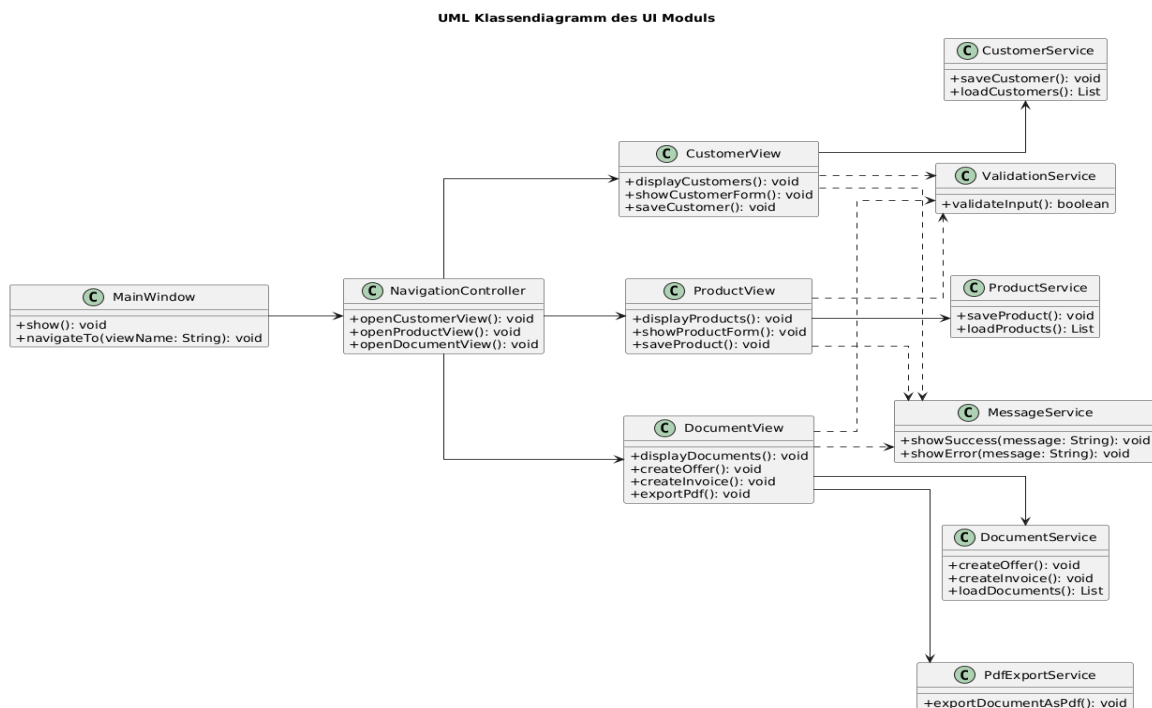 UML Klassendiagramm des UI Moduls
C CustomerService
+saveCustomer(): void
+loadCustomers(): List
C CustomerView
+displayCustomers(): void
+showCustomerForm(): void
+saveCustomer(): void
C ValidationService
+validateInput(): boolean
C MainWindow
+show(): void
+navigateTo(viewName: String): void
C NavigationController
+openCustomerView(): void
+openProductView(): void
+openDocumentView(): void
C ProductView
+displayProducts(): void
+showProductForm(): void
+saveProduct(): void
C ProductService
+saveProduct(): void
+loadProducts(): List
C MessageService
+showSuccess(message: String): void
+showError(message: String): void
C DocumentView
+displayDocuments(): void
+createOffer(): void
+createInvoice(): void
+exportPdf(): void
C DocumentService
+createOffer(): void
+createInvoice(): void
+loadDocuments(): List
C PdfExportService
+exportDocumentAsPdf(): void